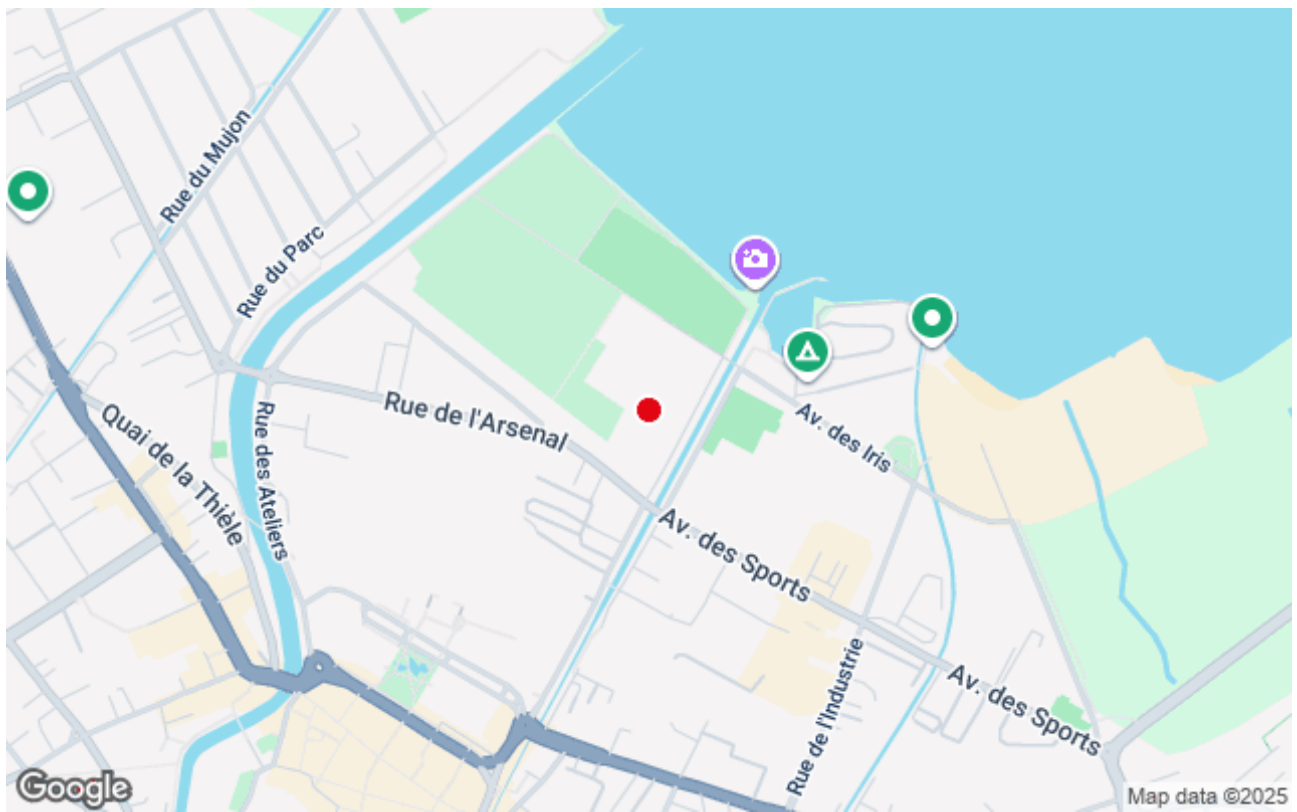 Rue du Mujon
Rue du Parc
Rue de l'Arsenal
Quai de la Thièle
Rue des Ateliers
Av. des Iris
Av. des Sports
Rue de l'Industrie
Av. des Sports
Google
Map data ©2025